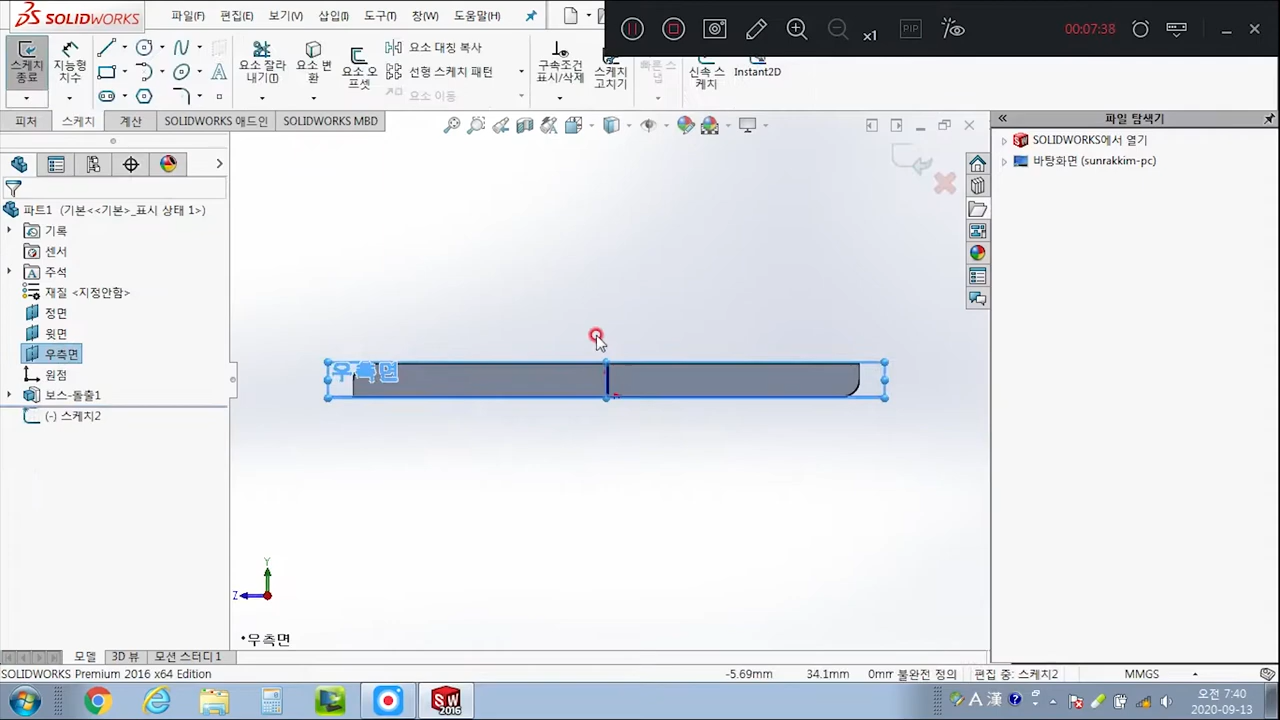 SOLIDWORKS
파일(F) 편집(E) 보기(V) 삽입(I) 도구(T) 창(W) 도움말(H)
x1
PIP
00:07:38
스케치 종료
지능형 치수
요소 잘라내기(I)
요소 변환
요소 오프셋
요소 대칭 복사
선형 스케치 패턴
요소 이동
구속조건 표시/삭제
스케치 고치기
빠른 스냅
신속 스케치
Instant2D
피처 스케치 계산 SOLIDWORKS 애드인 SOLIDWORKS MBD
파일 탐색기
SOLIDWORKS에서 열기
바탕화면 (sunrakkim-pc)
파트1 (기본<<기본>_표시 상태 1>)
기록
센서
주석
재질 <지정안함>
정면
윗면
우측면
원점
보스-돌출1
(-) 스케치2
우측면
Y
Z
*우측면
모델 3D 뷰 모션 스터디 1
SOLIDWORKS Premium 2016 x64 Edition
-5.69mm 34.1mm 0mm 불완전 정의 편집 중: 스케치2
MMGS
SW 2016
A 漢
오전 7:40
2020-09-13